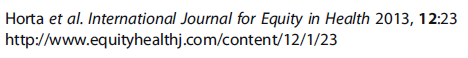 Horta et al. International Journal for Equity in Health 2013, 12:23
http://www.equityhealthj.com/content/12/1/23